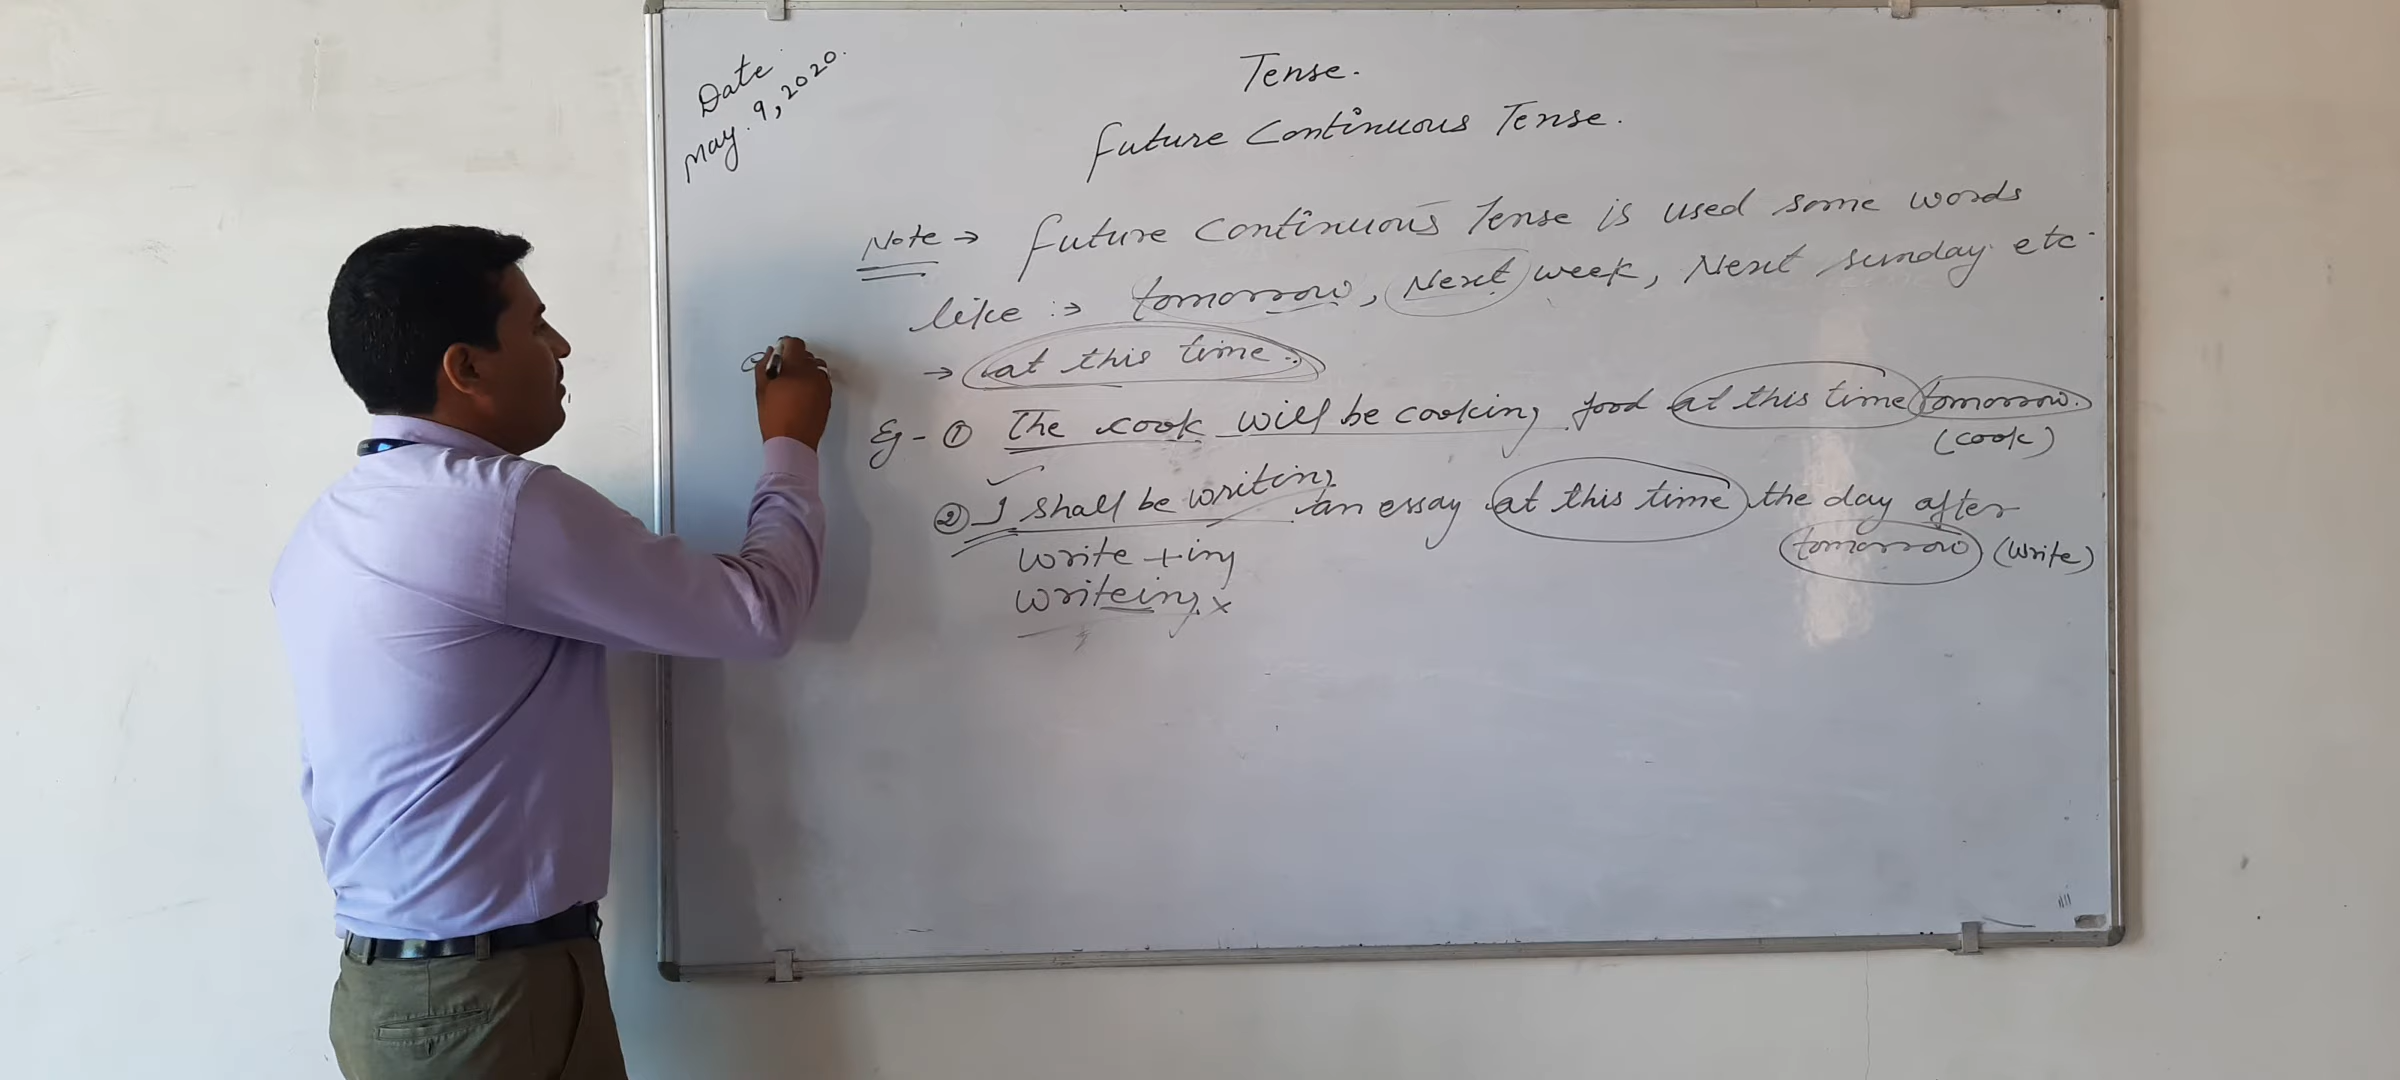 Date
May. 9, 2020.
Tense.
Future Continuous Tense.
Note → Future Continuous Tense is used some words
like :→ tomorrow, Next week, Next sunday etc.
→ at this time.
Eg - ① The cook will be cooking food at this time tomorrow.
(cook)
② I shall be writing an essay at this time the day after
tomorrow (write)
write + ing
writeing. x